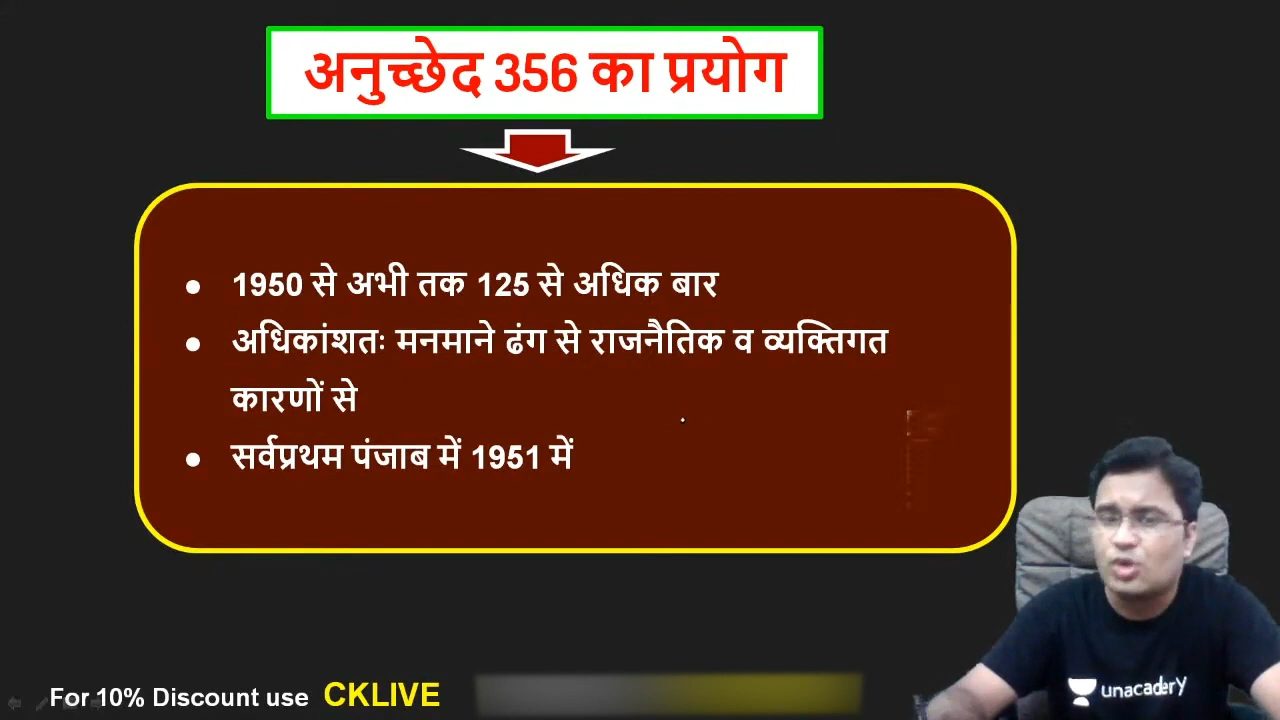 अनुच्छेद 356 का प्रयोग
● 1950 से अभी तक 125 से अधिक बार
● अधिकांशतः मनमाने ढंग से राजनैतिक व व्यक्तिगत
कारणों से
● सर्वप्रथम पंजाब में 1951 में
unacademy
For 10% Discount use CKLIVE